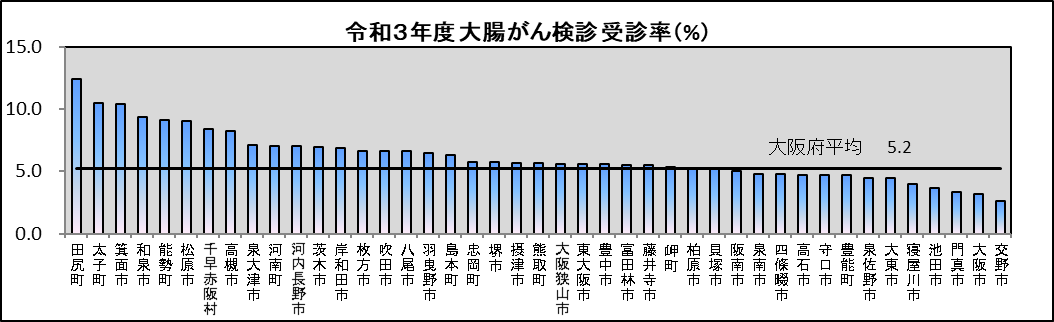 令和３年度大腸がん検診受診率(%)
15.0
10.0
5.0
0.0
大阪府平均 5.2
田尻町
太子町
箕面市
和泉市
能勢町
松原市
千早赤阪村
高槻市
泉大津市
河南町
河内長野市
茨木市
岸和田市
枚方市
吹田市
八尾市
羽曳野市
島本町
忠岡町
堺市
摂津市
熊取町
大阪狭山市
東大阪市
豊中市
富田林市
藤井寺市
岬町
柏原市
貝塚市
阪南市
泉南市
四條畷市
高石市
守口市
豊能町
泉佐野市
大東市
寝屋川市
池田市
門真市
大阪市
交野市